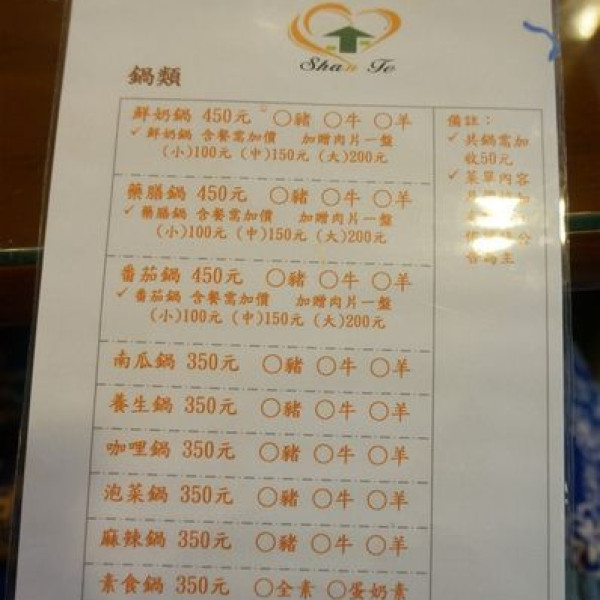 Shan Te
鍋類
鮮奶鍋 450元 ○豬 ○牛 ○羊
✓ 鮮奶鍋 含餐需加價 加贈肉片一盤
(小)100元 (中)150元 (大)200元
藥膳鍋 450元 ○豬 ○牛 ○羊
✓ 藥膳鍋 含餐需加價 加贈肉片一盤
(小)100元 (中)150元 (大)200元
番茄鍋 450元 ○豬 ○牛 ○羊
✓ 番茄鍋 含餐需加價 加贈肉片一盤
(小)100元 (中)150元 (大)200元
南瓜鍋 350元 ○豬 ○牛 ○羊
養生鍋 350元 ○豬 ○牛 ○羊
咖哩鍋 350元 ○豬 ○牛 ○羊
泡菜鍋 350元 ○豬 ○牛 ○羊
麻辣鍋 350元 ○豬 ○牛 ○羊
素食鍋 350元 ○全素 ○蛋奶素
備註：
✓ 共鍋需加
收50元
✓ 菜單內容
告為主